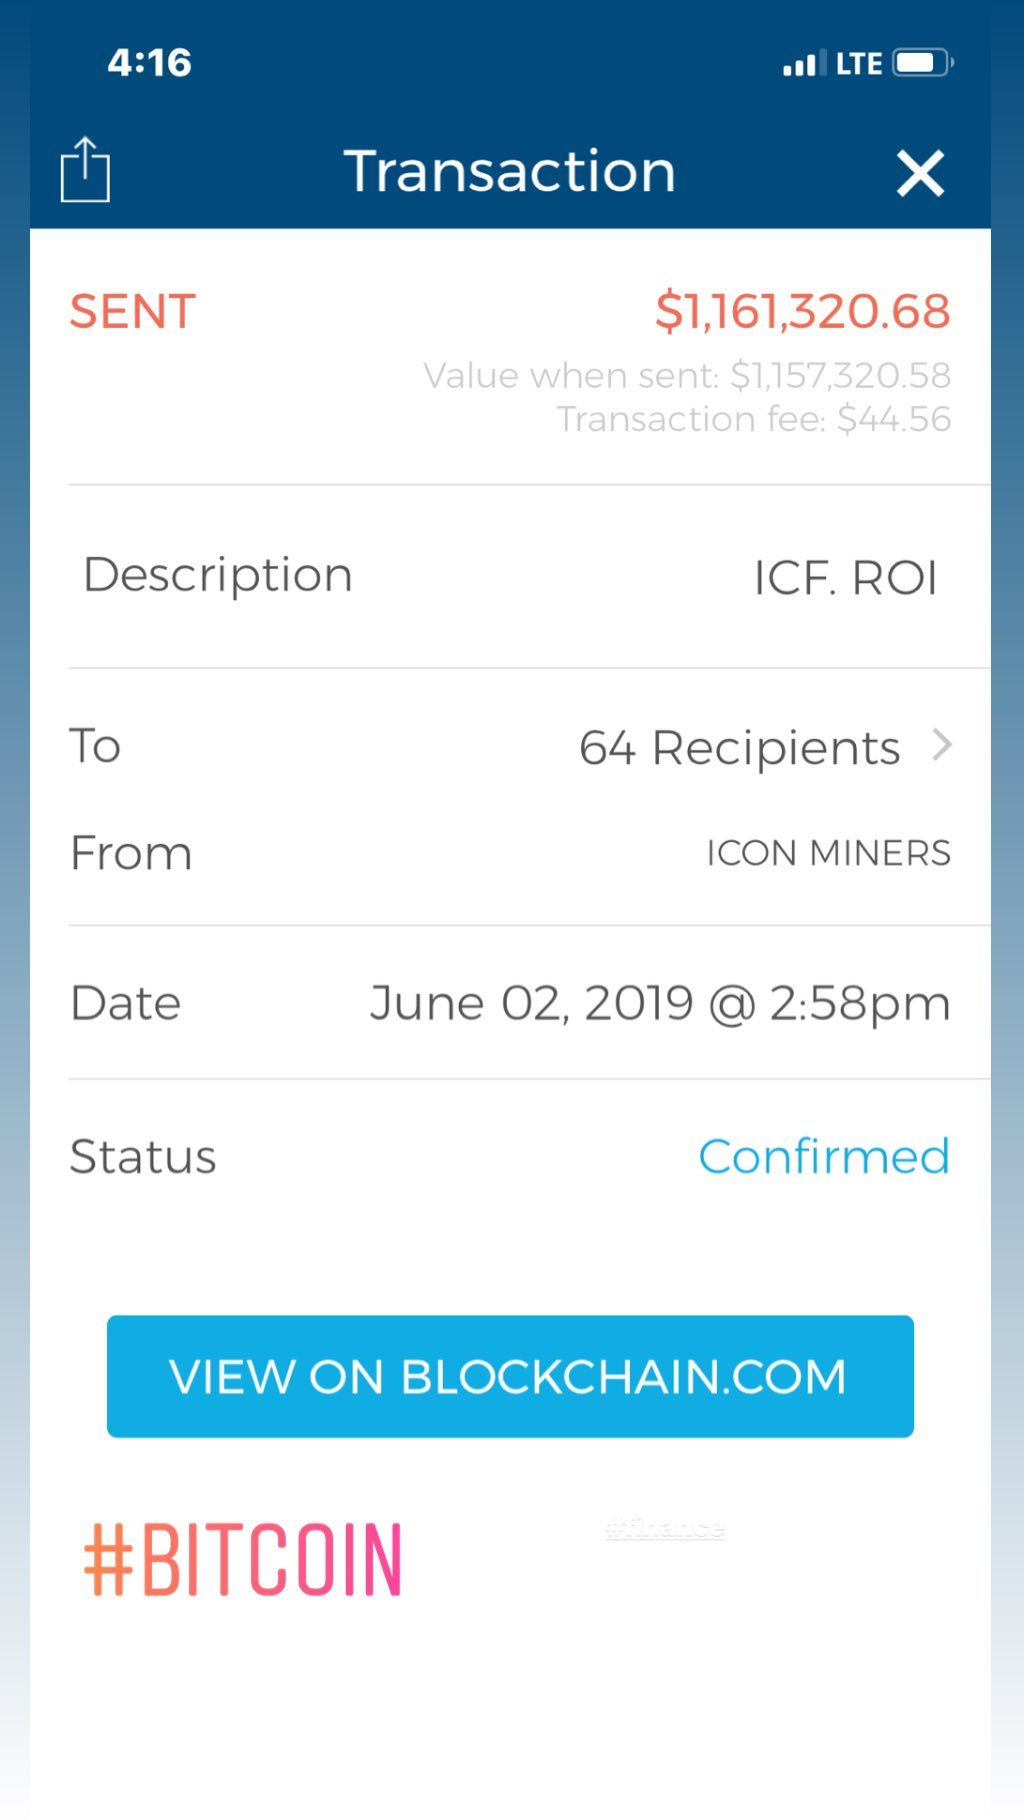 4:16 LTE
Transaction
SENT $1,161,320.68
Value when sent: $1,157,320.58
Transaction fee: $44.56
Description ICF. ROI
To 64 Recipients
From ICON MINERS
Date June 02, 2019 @ 2:58pm
Status Confirmed
VIEW ON BLOCKCHAIN.COM
#BITCOIN #finance